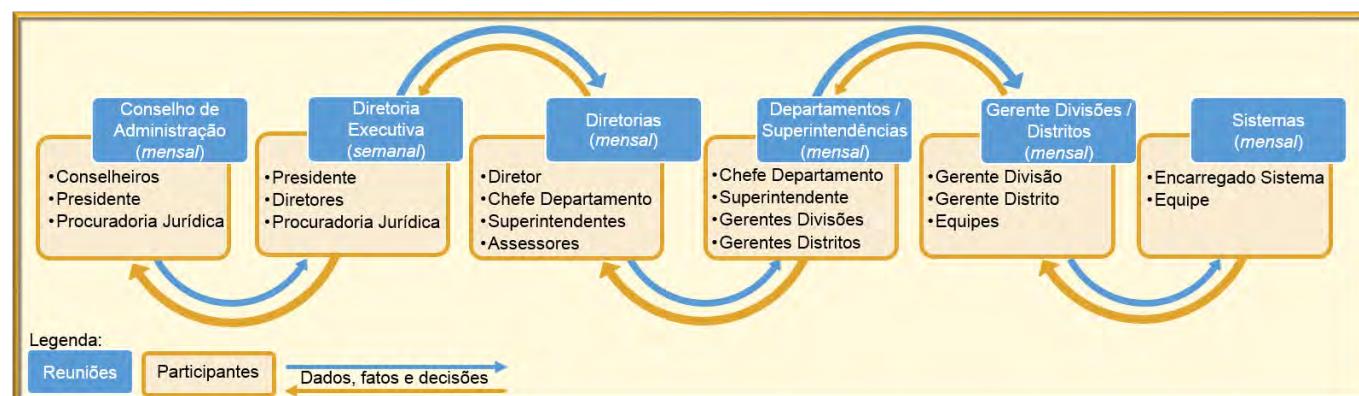 Conselho de
Administração
(mensal)
•Conselheiros
•Presidente
•Procuradoria Jurídica
Diretoria
Executiva
(semanal)
•Presidente
•Diretores
•Procuradoria Jurídica
Diretorias
(mensal)
•Diretor
•Chefe Departamento
•Superintendentes
•Assessores
Departamentos /
Superintendências
(mensal)
•Chefe Departamento
•Superintendente
•Gerentes Divisões
•Gerentes Distritos
Gerente Divisões /
Distritos
(mensal)
•Gerente Divisão
•Gerente Distrito
•Equipes
Sistemas
(mensal)
•Encarregado Sistema
•Equipe
Legenda:
Reuniões
Participantes
Dados, fatos e decisões